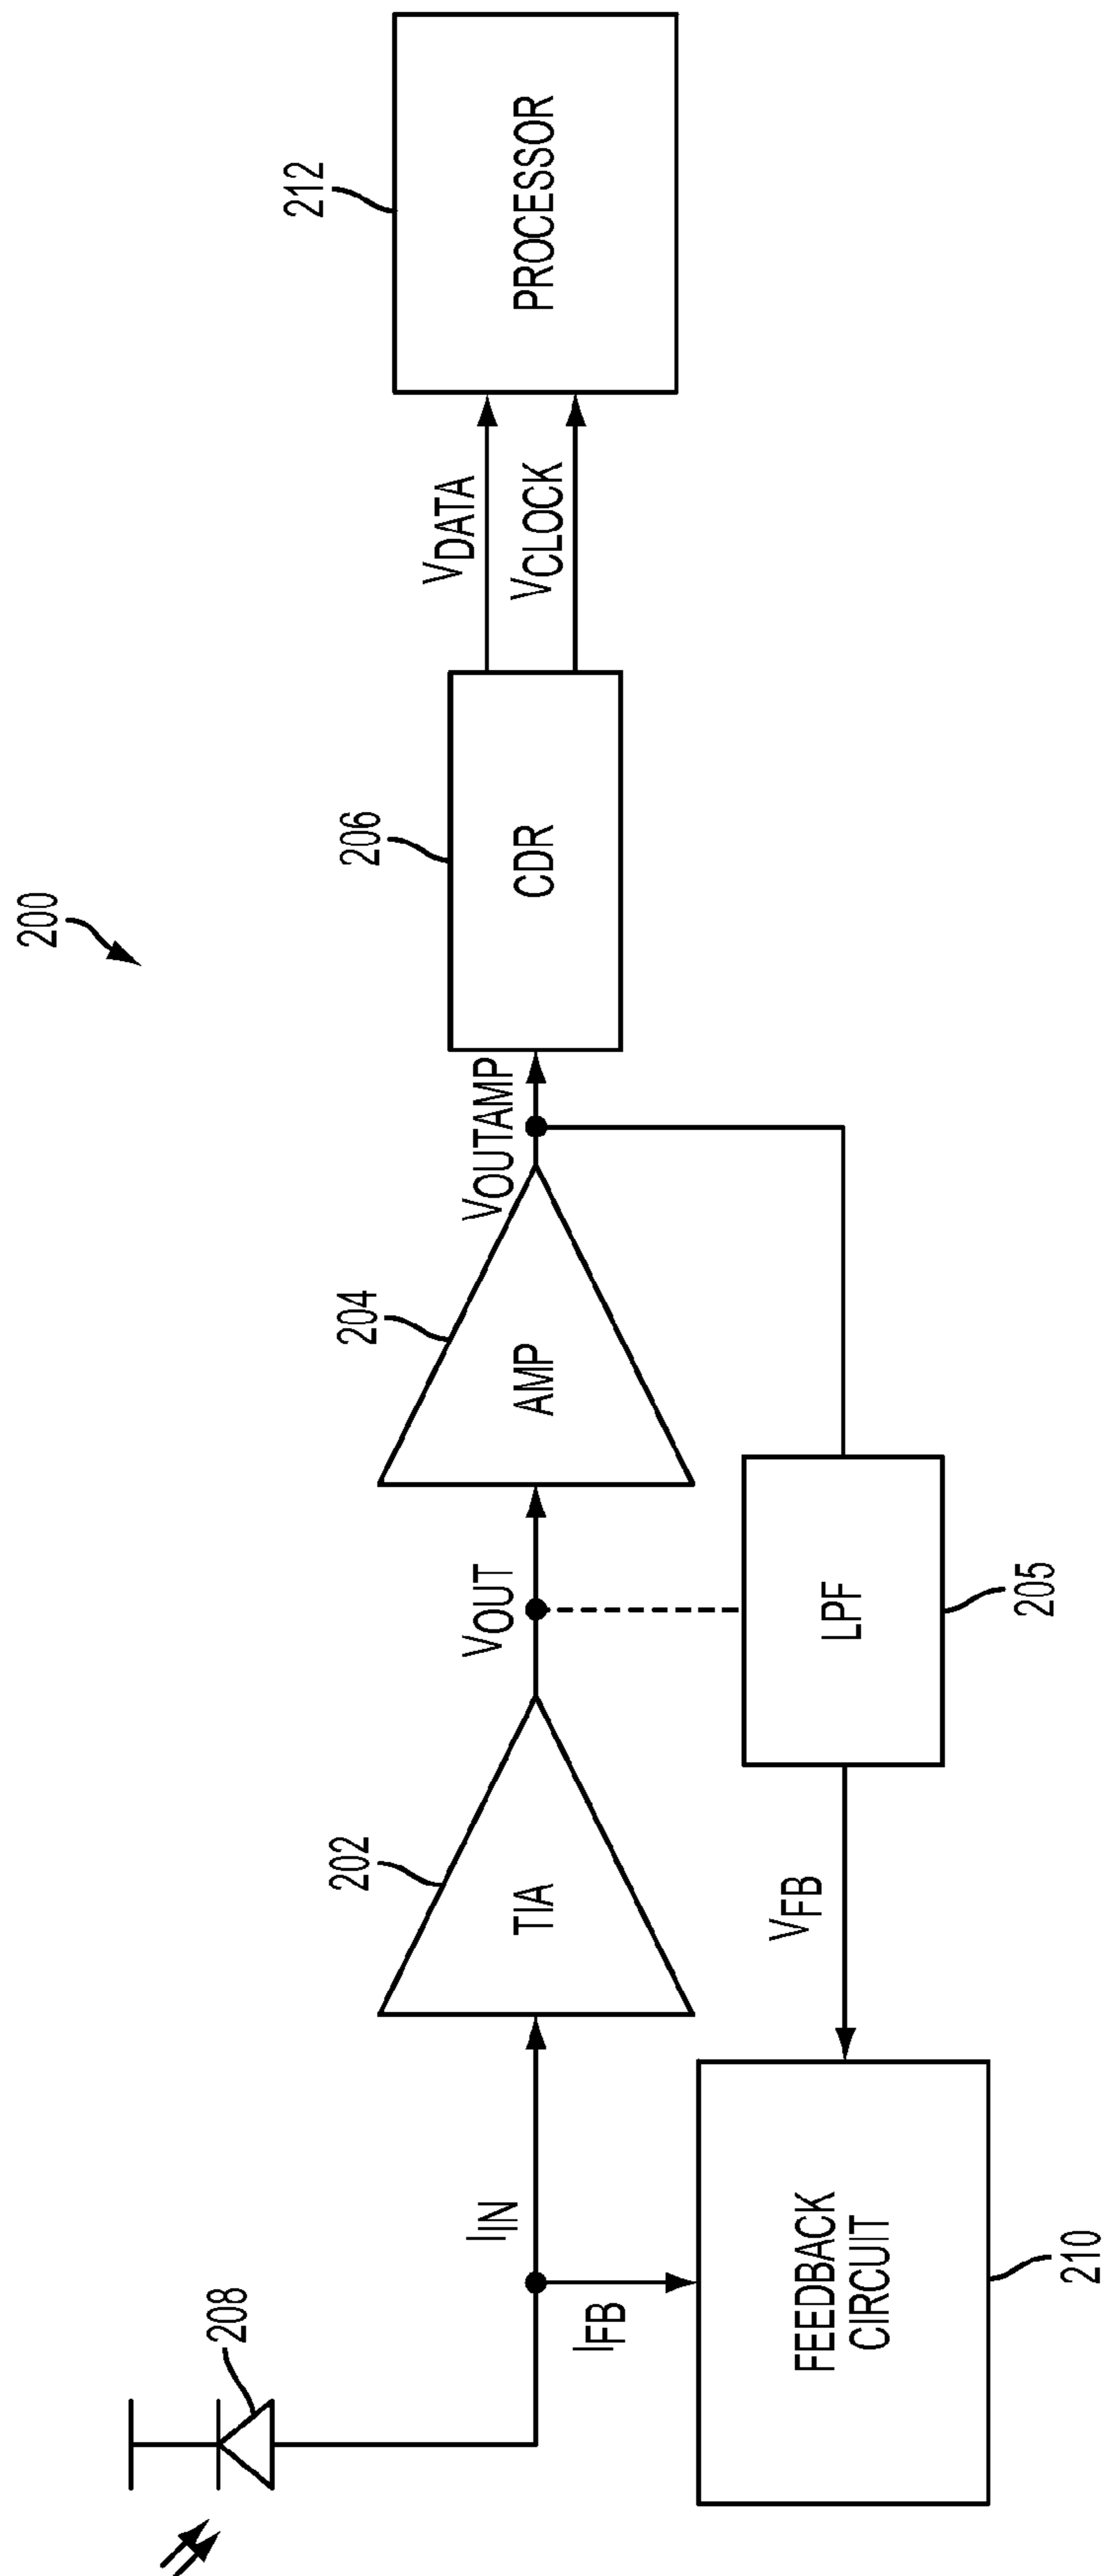 200
208
IIN
IFB
FEEDBACK
CIRCUIT
210
202
TIA
VOUT
VFB
LPF
205
204
AMP
VOUTAMP
206
CDR
VDATA
VCLOCK
212
PROCESSOR